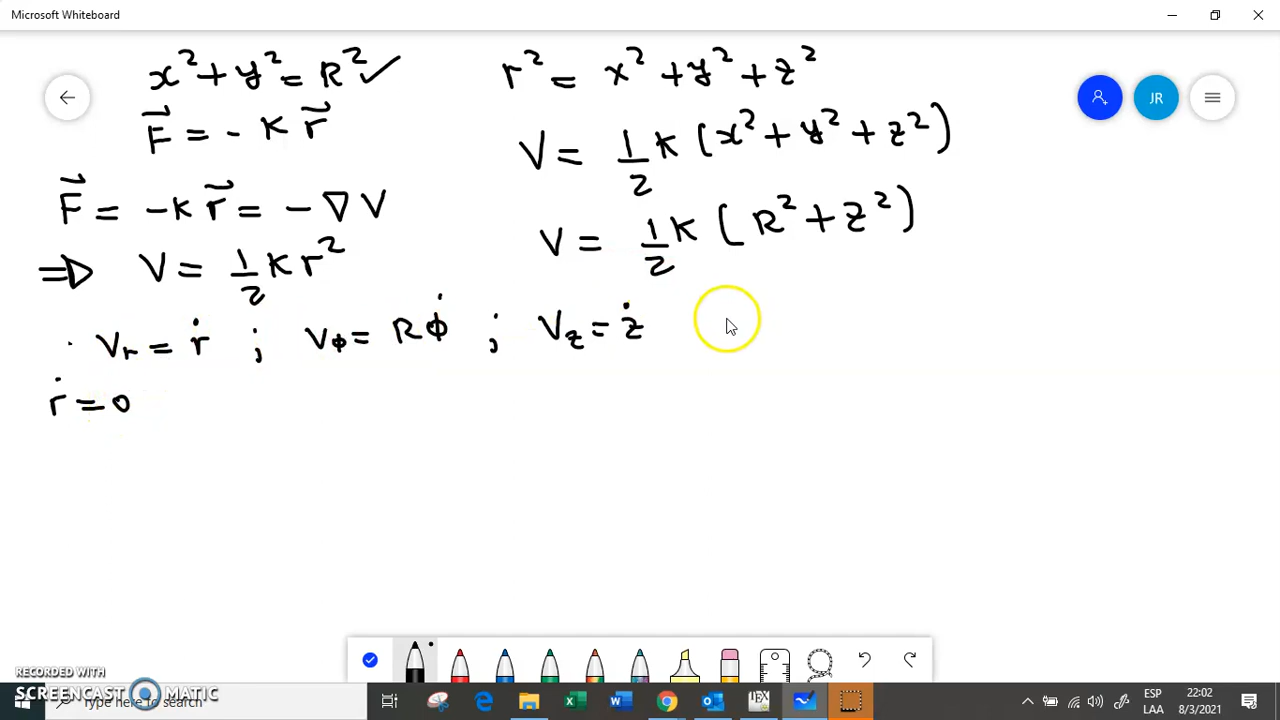 Microsoft Whiteboard
x² + y² = R² ✓
F⃗ = - K r⃗
F⃗ = -K r⃗ = - ∇V
⇒ V = 1/2 K r²
r² = x² + y² + z²
V = 1/2 K (x² + y² + z²)
V = 1/2 K (R² + z²)
JR
. Vr = ṙ ; Vϕ = Rϕ̇ ; Vz = ż
ṙ = 0
RECORDED WITH
SCREENCAST MATIC
Type here to search
TEX
ESP
LAA
22:02
8/3/2021